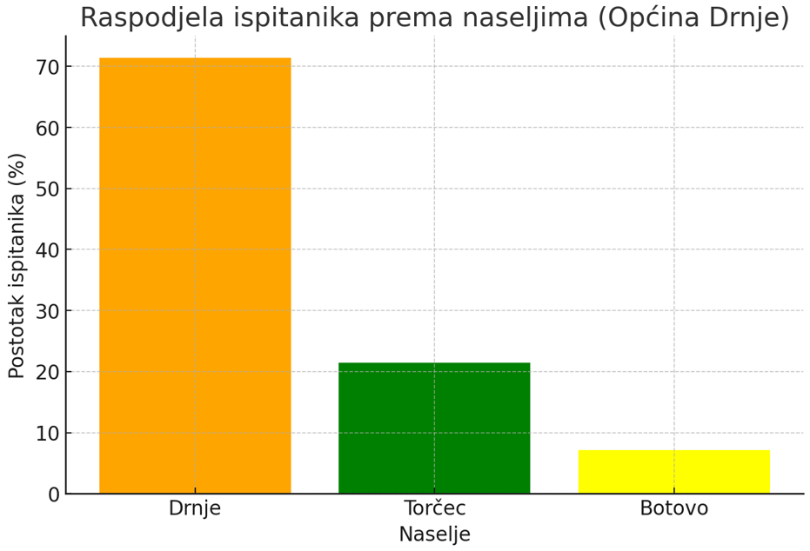 Raspodjela ispitanika prema naseljima (Općina Drnje)
Postotak ispitanika (%)
70
60
50
40
30
20
10
0
Drnje Torčec Botovo
Naselje